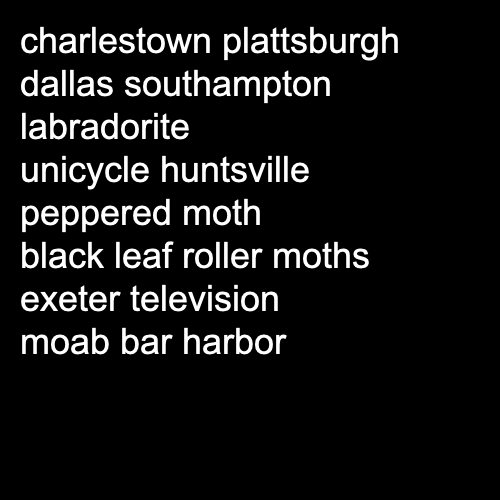 charlestown plattsburgh
dallas southampton
labradorite
unicycle huntsville
peppered moth
black leaf roller moths
exeter television
moab bar harbor